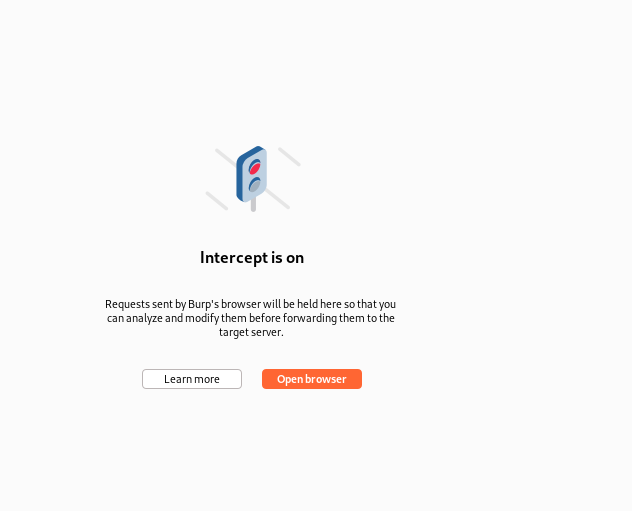 Intercept is on
Requests sent by Burp's browser will be held here so that you
can analyze and modify them before forwarding them to the
target server.
Learn more
Open browser